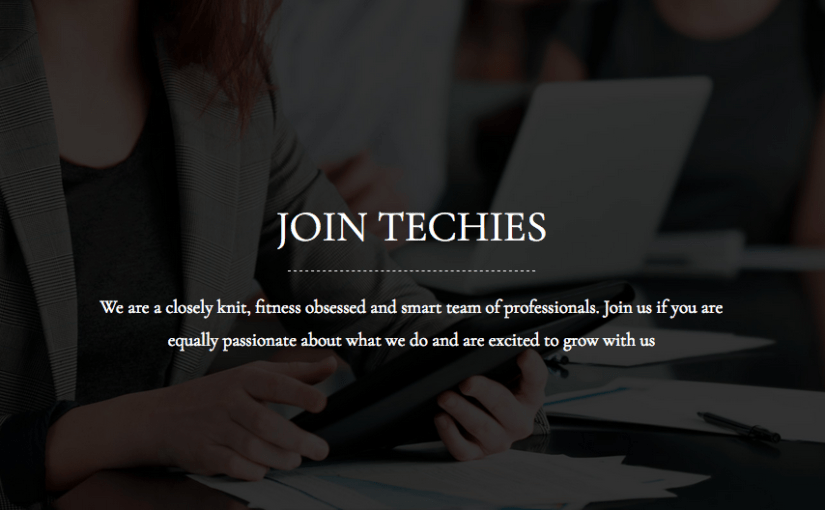 JOIN TECHIES
We are a closely knit, fitness obsessed and smart team of professionals. Join us if you are
equally passionate about what we do and are excited to grow with us